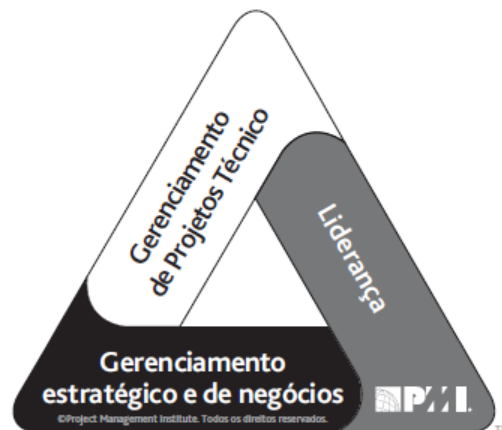 Gerenciamento
de Projetos Técnico
Liderança
Gerenciamento
estratégico e de negócios
©Project Management Institute. Todos os direitos reservados.
PMI.